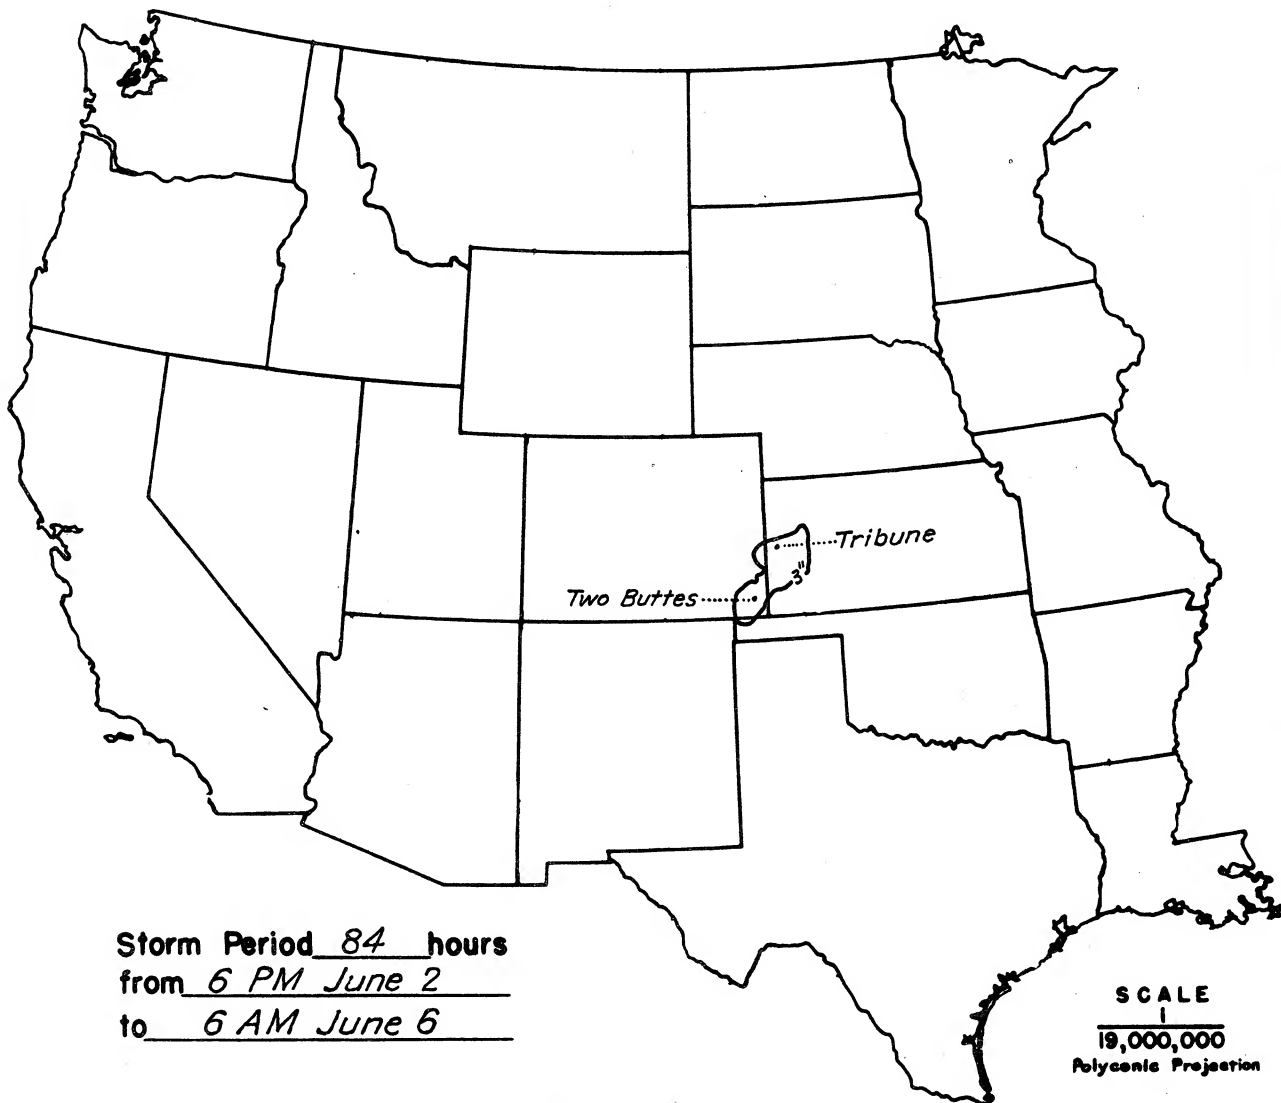 Tribune
3"
Two Buttes
Storm Period 84 hours
from 6 PM June 2
to 6 AM June 6
SCALE
1
19,000,000
Polyconic Projection